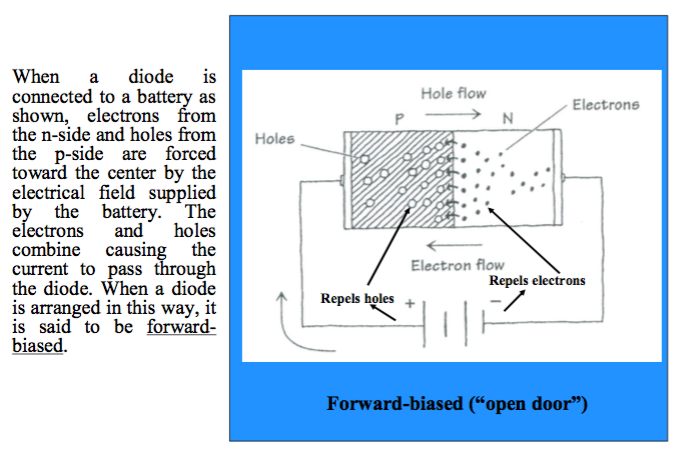 When a diode is
connected to a battery as
shown, electrons from
the n-side and holes from
the p-side are forced
toward the center by the
electrical field supplied
by the battery. The
electrons and holes
combine causing the
current to pass through
the diode. When a diode
is arranged in this way, it
is said to be forward-
biased.
Hole flow
Electrons
P
N
Holes
Electron flow
Repels electrons
Repels holes
+
−
Forward-biased (“open door”)